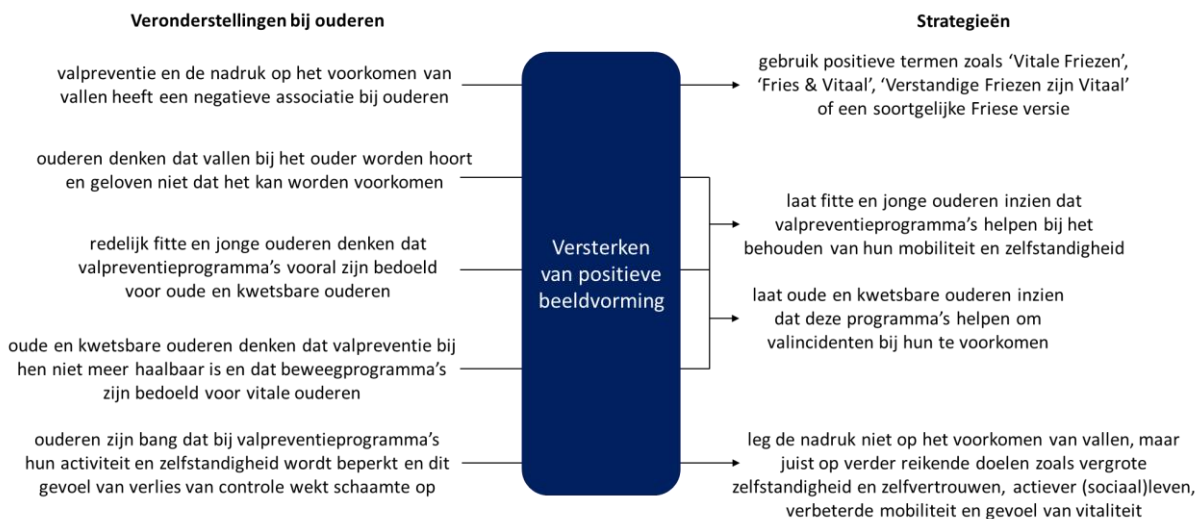 Veronderstellingen bij ouderen
valpreventie en de nadruk op het voorkomen van
vallen heeft een negatieve associatie bij ouderen
ouderen denken dat vallen bij het ouder worden hoort
en geloven niet dat het kan worden voorkomen
redelijk fitte en jonge ouderen denken dat
valpreventieprogramma’s vooral zijn bedoeld
voor oude en kwetsbare ouderen
oude en kwetsbare ouderen denken dat valpreventie bij
hen niet meer haalbaar is en dat beweegprogramma’s
zijn bedoeld voor vitale ouderen
ouderen zijn bang dat bij valpreventieprogramma’s
hun activiteit en zelfstandigheid wordt beperkt en dit
gevoel van verlies van controle wekt schaamte op
Versterken
van positieve
beeldvorming
Strategieën
gebruik positieve termen zoals ‘Vitale Friezen’,
‘Fries & Vitaal’, ‘Verstandige Friezen zijn Vitaal’
of een soortgelijke Friese versie
laat fitte en jonge ouderen inzien dat
valpreventieprogramma’s helpen bij het
behouden van hun mobiliteit en zelfstandigheid
laat oude en kwetsbare ouderen inzien
dat deze programma’s helpen om
valincidenten bij hun te voorkomen
leg de nadruk niet op het voorkomen van vallen, maar
juist op verder reikende doelen zoals vergrote
zelfstandigheid en zelfvertrouwen, actiever (sociaal)leven,
verbeterde mobiliteit en gevoel van vitaliteit